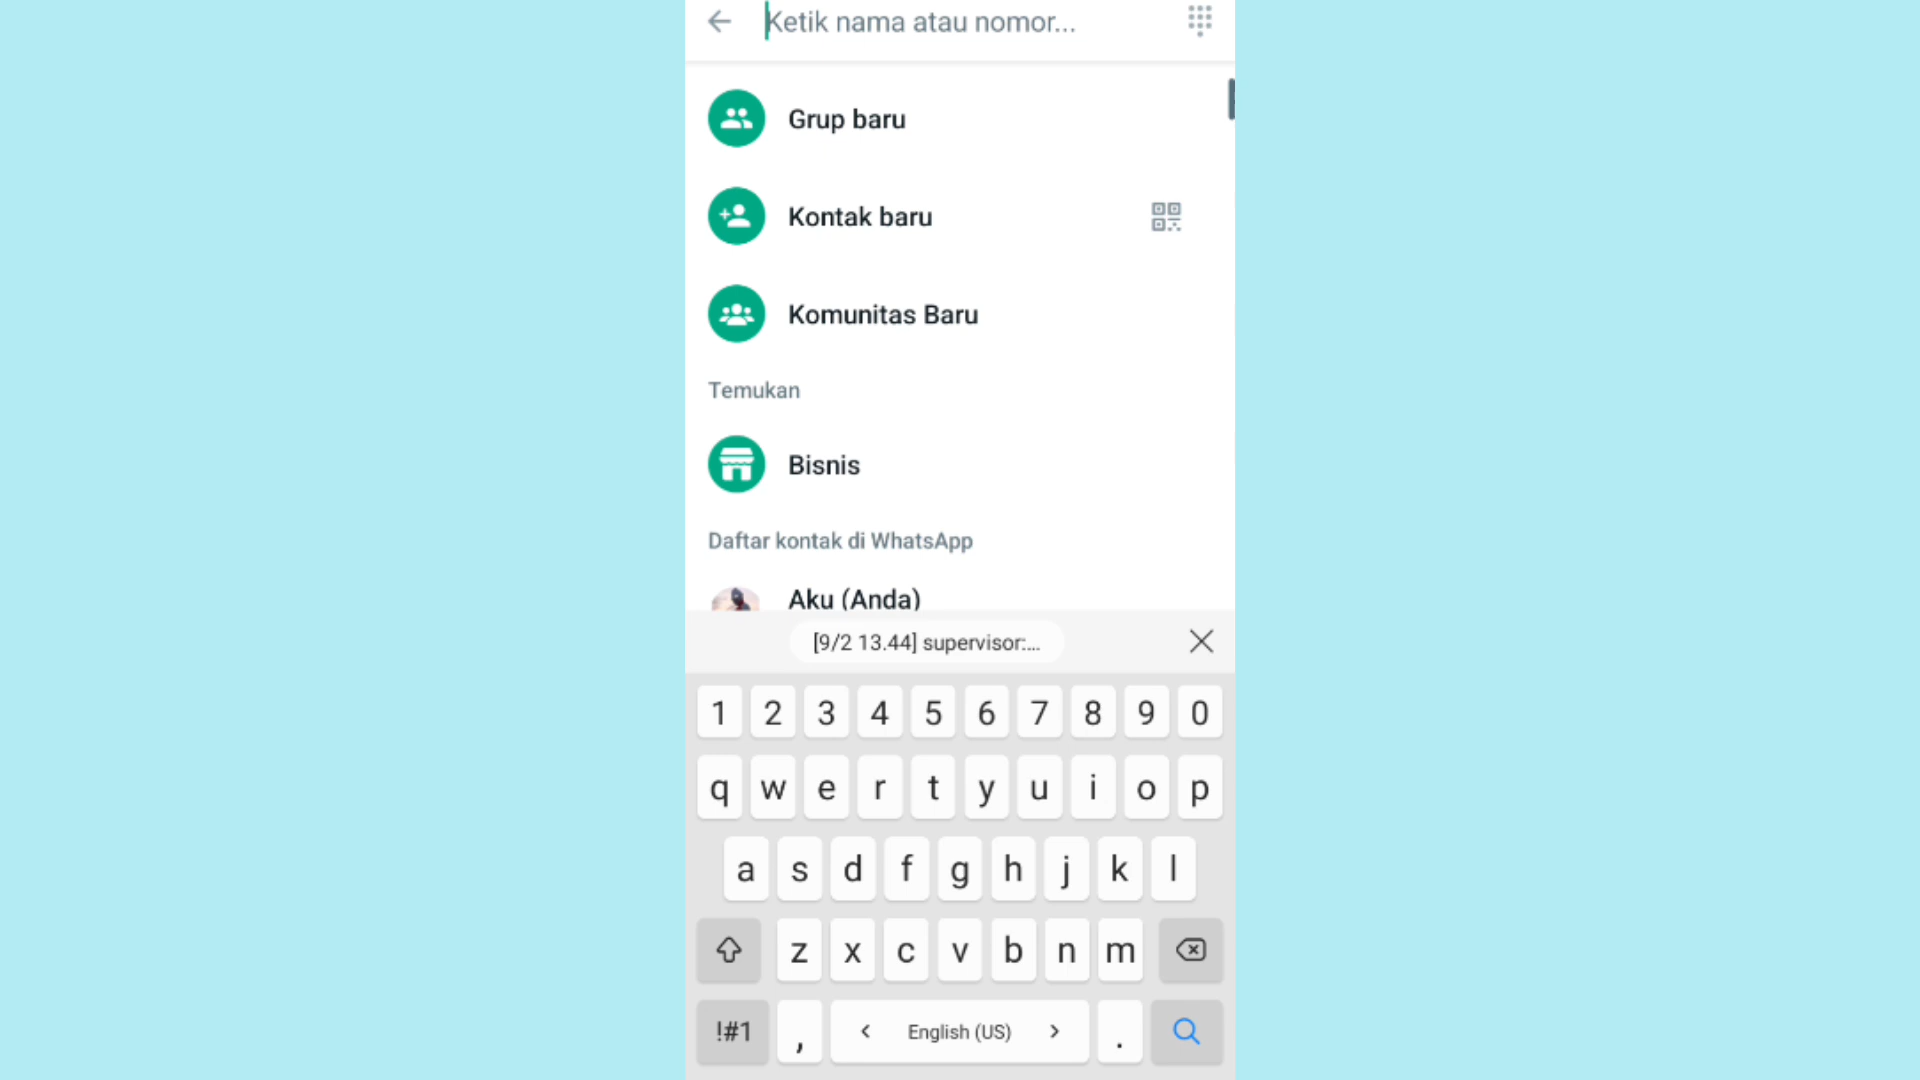 Ketik nama atau nomor...
Grup baru
Kontak baru
Komunitas Baru
Temukan
Bisnis
Daftar kontak di WhatsApp
Aku (Anda)
[9/2 13.44] supervisor:...
1 2 3 4 5 6 7 8 9 0
q w e r t y u i o p
a s d f g h j k l
z x c v b n m
!#1 , < English (US) > .